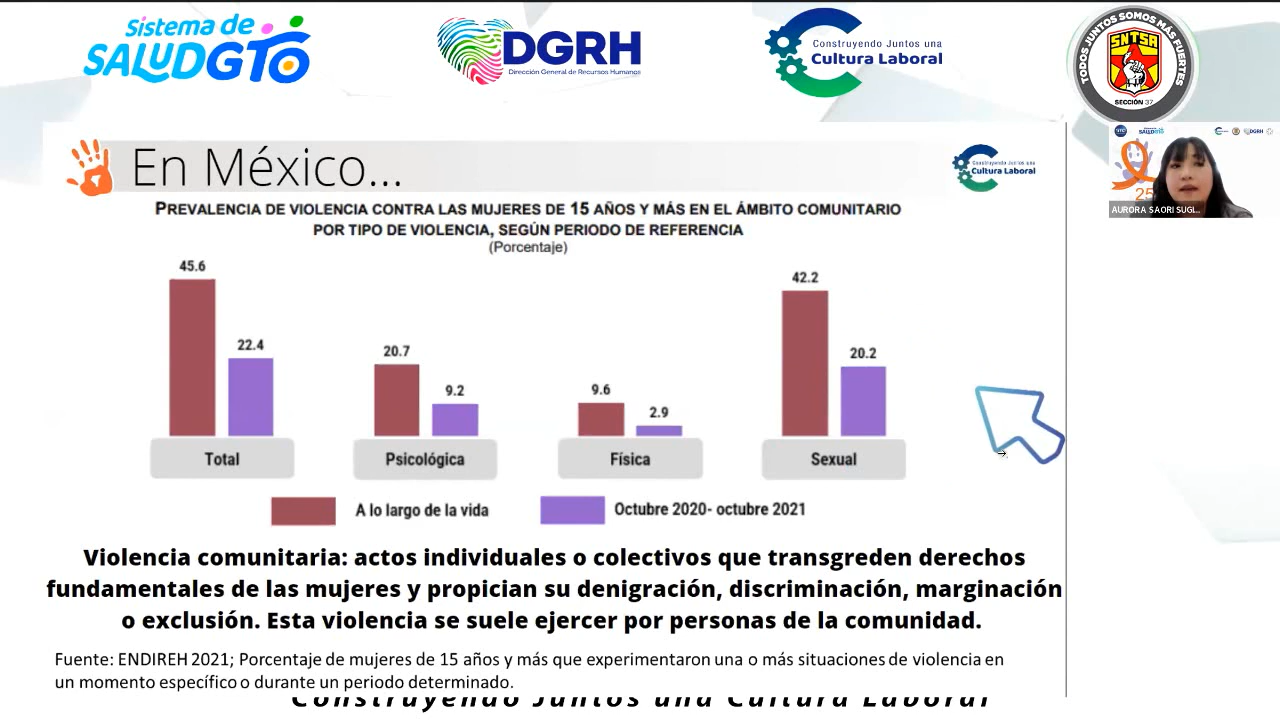 Sistema de
SALUDGTO
DGRH
Dirección General de Recursos Humanos
Construyendo Juntos una
Cultura Laboral
TODOS JUNTOS SOMOS MÁS FUERTES
SNTSA
SECCIÓN 37
En México...
Construyendo Juntos una
Cultura Laboral
SALUDGTO
DGRH
25
AURORA SAORI SUGI...
PREVALENCIA DE VIOLENCIA CONTRA LAS MUJERES DE 15 AÑOS Y MÁS EN EL ÁMBITO COMUNITARIO
POR TIPO DE VIOLENCIA, SEGÚN PERIODO DE REFERENCIA
(Porcentaje)
45.6
22.4
20.7
9.2
9.6
2.9
42.2
20.2
Total
Psicológica
Física
Sexual
A lo largo de la vida
Octubre 2020- octubre 2021
Violencia comunitaria: actos individuales o colectivos que transgreden derechos
fundamentales de las mujeres y propician su denigración, discriminación, marginación
o exclusión. Esta violencia se suele ejercer por personas de la comunidad.
Fuente: ENDIREH 2021; Porcentaje de mujeres de 15 años y más que experimentaron una o más situaciones de violencia en
un momento específico o durante un periodo determinado.
Construyendo Juntos una Cultura Laboral